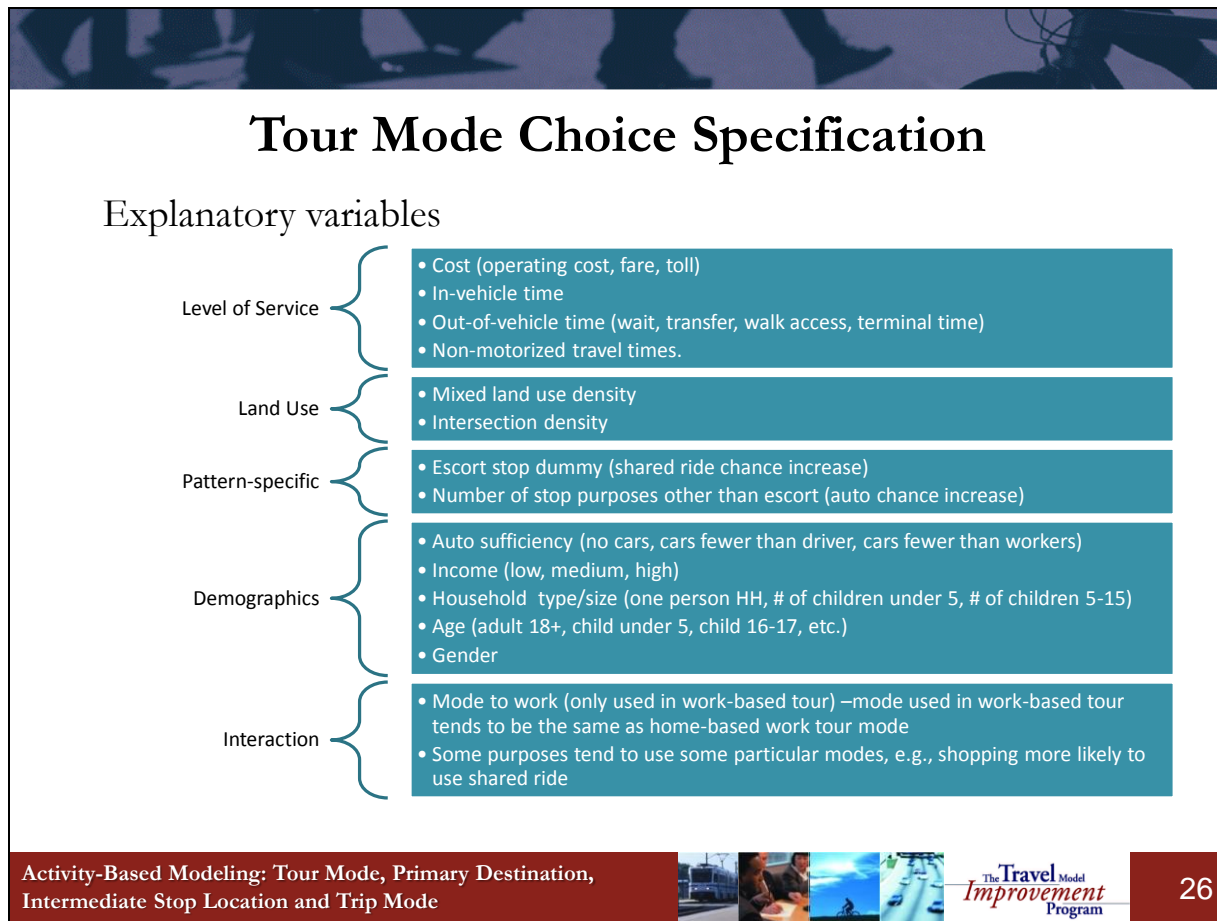 Tour Mode Choice Specification
Explanatory variables
Level of Service
• Cost (operating cost, fare, toll)
• In-vehicle time
• Out-of-vehicle time (wait, transfer, walk access, terminal time)
• Non-motorized travel times.
Land Use
• Mixed land use density
• Intersection density
Pattern-specific
• Escort stop dummy (shared ride chance increase)
• Number of stop purposes other than escort (auto chance increase)
Demographics
• Auto sufficiency (no cars, cars fewer than driver, cars fewer than workers)
• Income (low, medium, high)
• Household type/size (one person HH, # of children under 5, # of children 5-15)
• Age (adult 18+, child under 5, child 16-17, etc.)
• Gender
Interaction
• Mode to work (only used in work-based tour) –mode used in work-based tour
tends to be the same as home-based work tour mode
• Some purposes tend to use some particular modes, e.g., shopping more likely to
use shared ride
Activity-Based Modeling: Tour Mode, Primary Destination,
Intermediate Stop Location and Trip Mode
The Travel Model
Improvement
Program
26